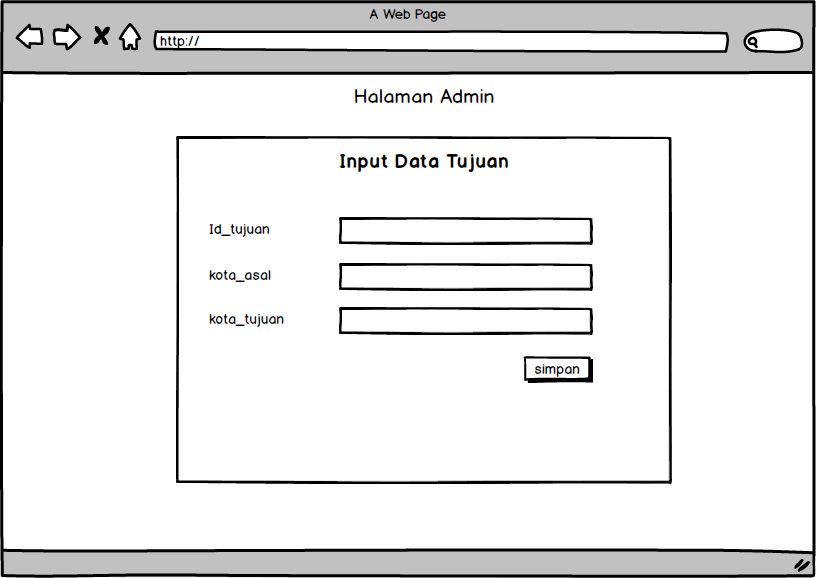 A Web Page
http://
Halaman Admin
Input Data Tujuan
Id_tujuan
kota_asal
kota_tujuan
simpan